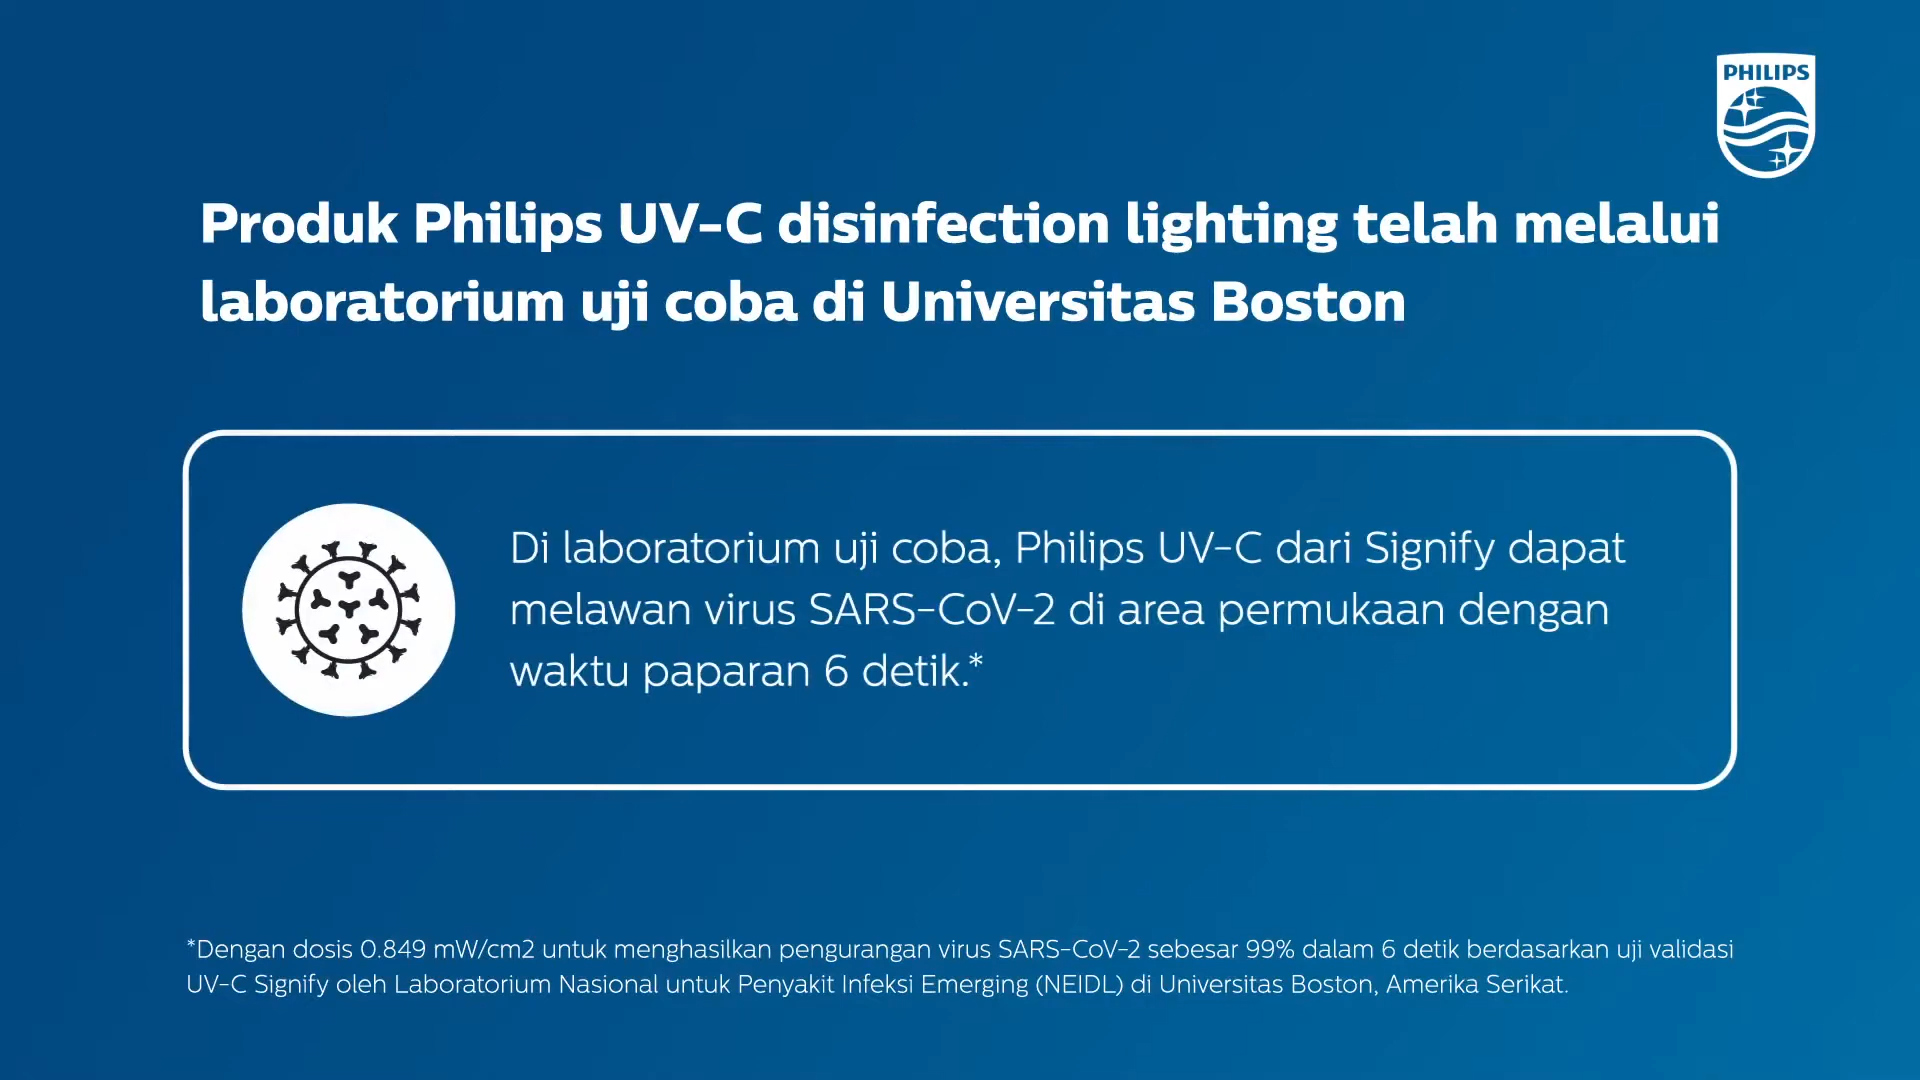 PHILIPS
Produk Philips UV-C disinfection lighting telah melalui
laboratorium uji coba di Universitas Boston
Di laboratorium uji coba, Philips UV-C dari Signify dapat
melawan virus SARS-CoV-2 di area permukaan dengan
waktu paparan 6 detik.*
*Dengan dosis 0.849 mW/cm2 untuk menghasilkan pengurangan virus SARS-CoV-2 sebesar 99% dalam 6 detik berdasarkan uji validasi
UV-C Signify oleh Laboratorium Nasional untuk Penyakit Infeksi Emerging (NEIDL) di Universitas Boston, Amerika Serikat.